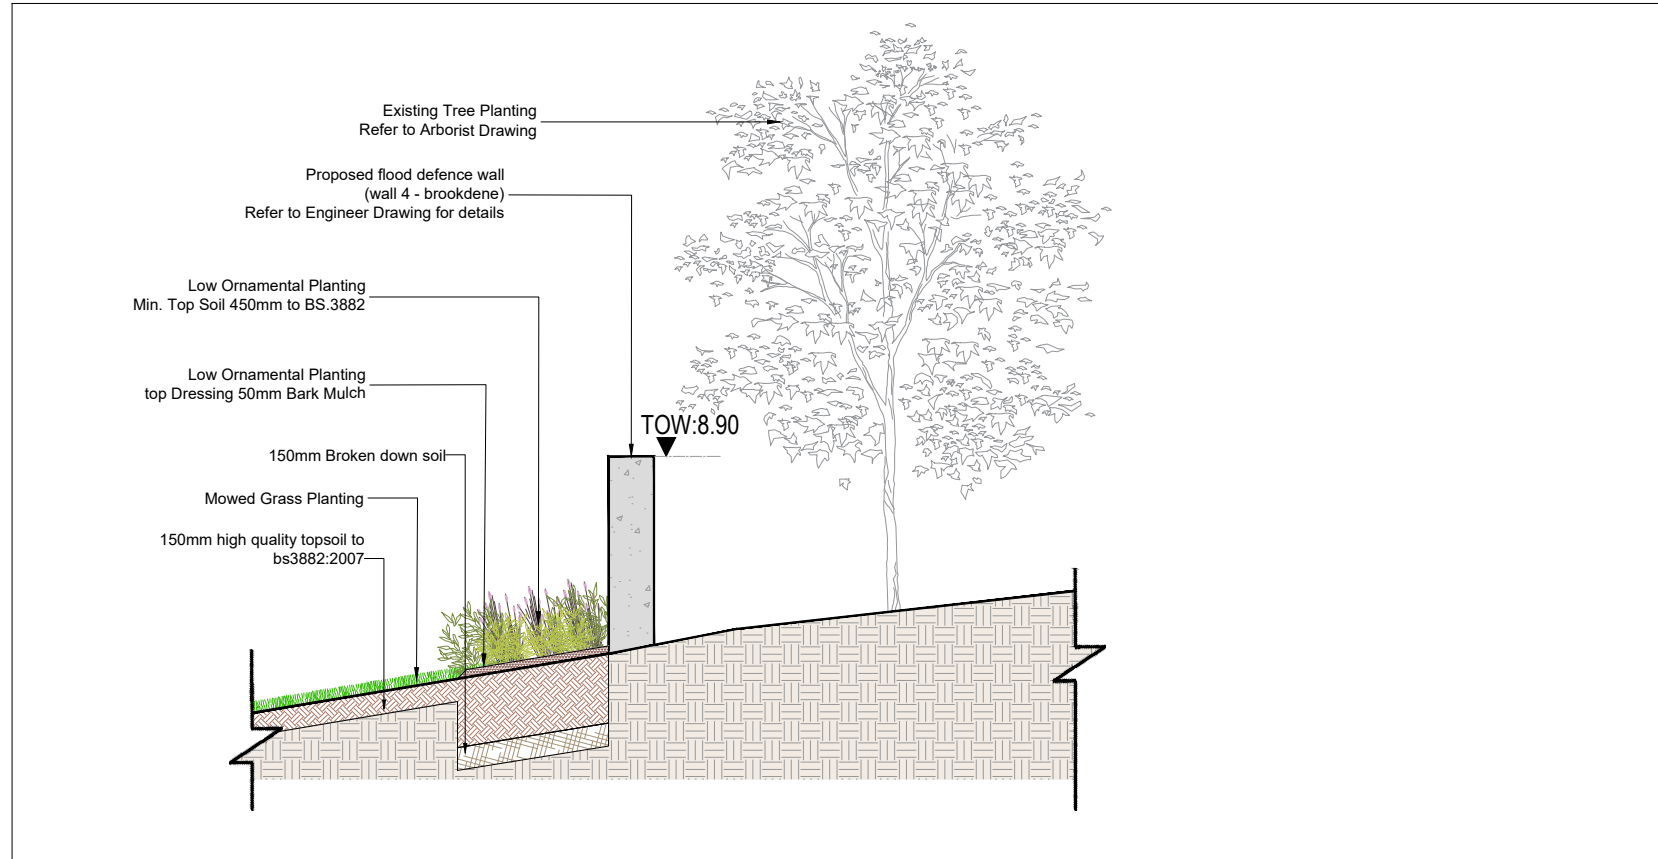 Existing Tree Planting
Refer to Arborist Drawing
Proposed flood defence wall
(wall 4 - brookdene)
Refer to Engineer Drawing for details
Low Ornamental Planting
Min. Top Soil 450mm to BS.3882
Low Ornamental Planting
top Dressing 50mm Bark Mulch
TOW:8.90
150mm Broken down soil
Mowed Grass Planting
150mm high quality topsoil to
bs3882:2007